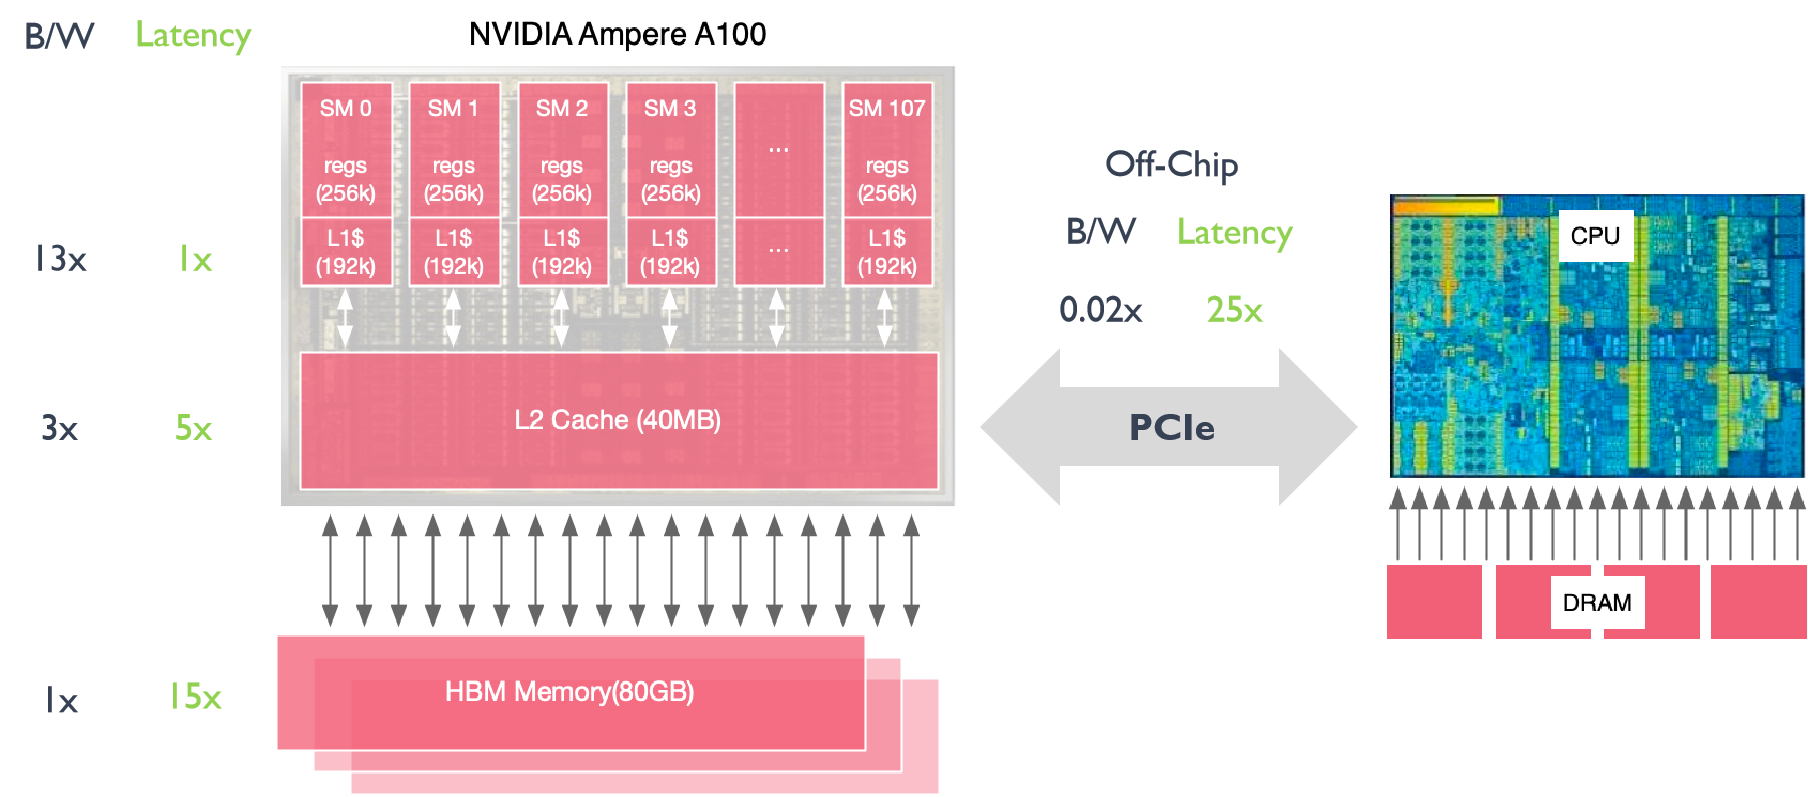 B/W Latency
NVIDIA Ampere A100
SM 0 SM 1 SM 2 SM 3 ... SM 107
regs regs regs regs regs
(256k) (256k) (256k) (256k) (256k)
13x 1x
L1$ L1$ L1$ L1$ ... L1$
(192k) (192k) (192k) (192k) (192k)
3x 5x
L2 Cache (40MB)
1x 15x
HBM Memory(80GB)
Off-Chip
B/W Latency
0.02x 25x
PCIe
CPU
DRAM